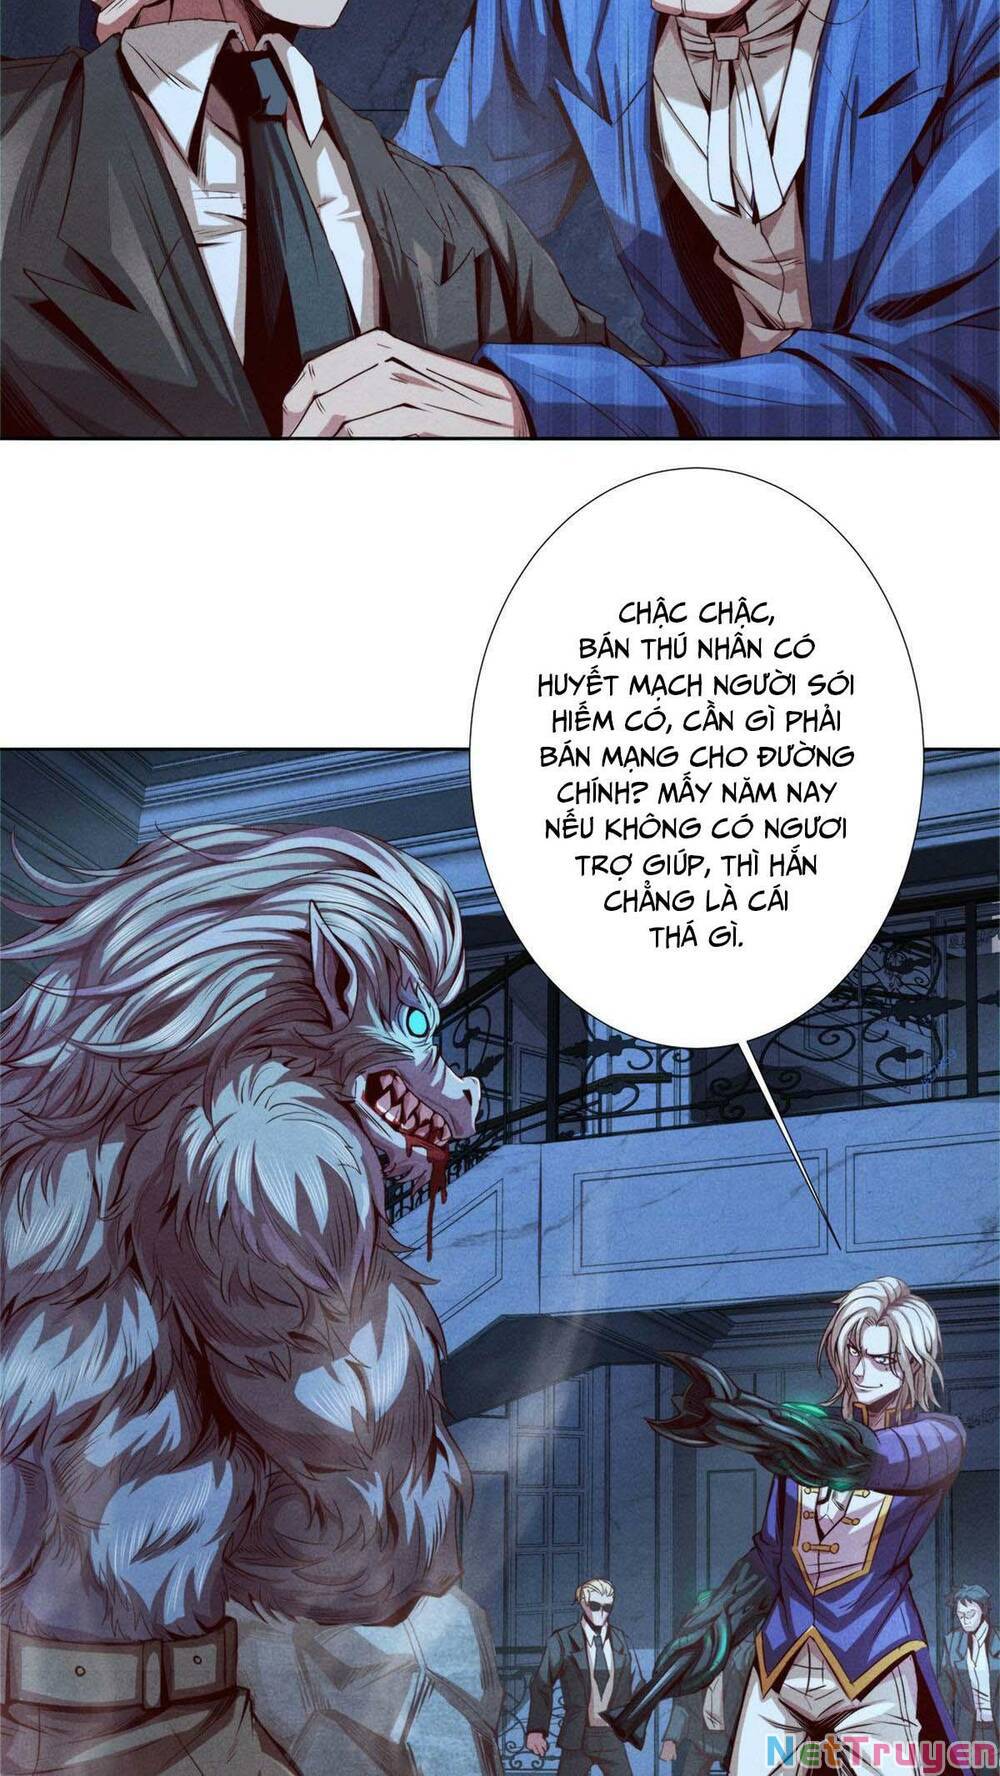 CHẬC CHẬC,
BÁN THÚ NHÂN CÓ
HUYẾT MẠCH NGƯỜI SÓI
HIẾM CÓ, CẦN GÌ PHẢI
BÁN MẠNG CHO ĐƯỜNG
CHÍNH? MẤY NĂM NAY
NẾU KHÔNG CÓ NGƯƠI
TRỢ GIÚP, THÌ HẮN
CHẲNG LÀ CÁI
THÁ GÌ.
NetTruyen